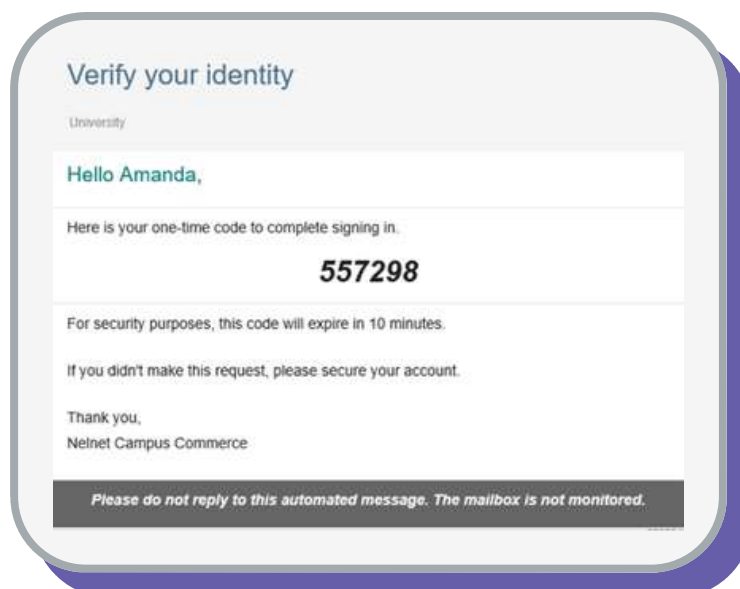 Verify your identity
University
Hello Amanda,
Here is your one-time code to complete signing in.
557298
For security purposes, this code will expire in 10 minutes.
If you didn't make this request, please secure your account.
Thank you,
Nelnet Campus Commerce
Please do not reply to this automated message. The mailbox is not monitored.